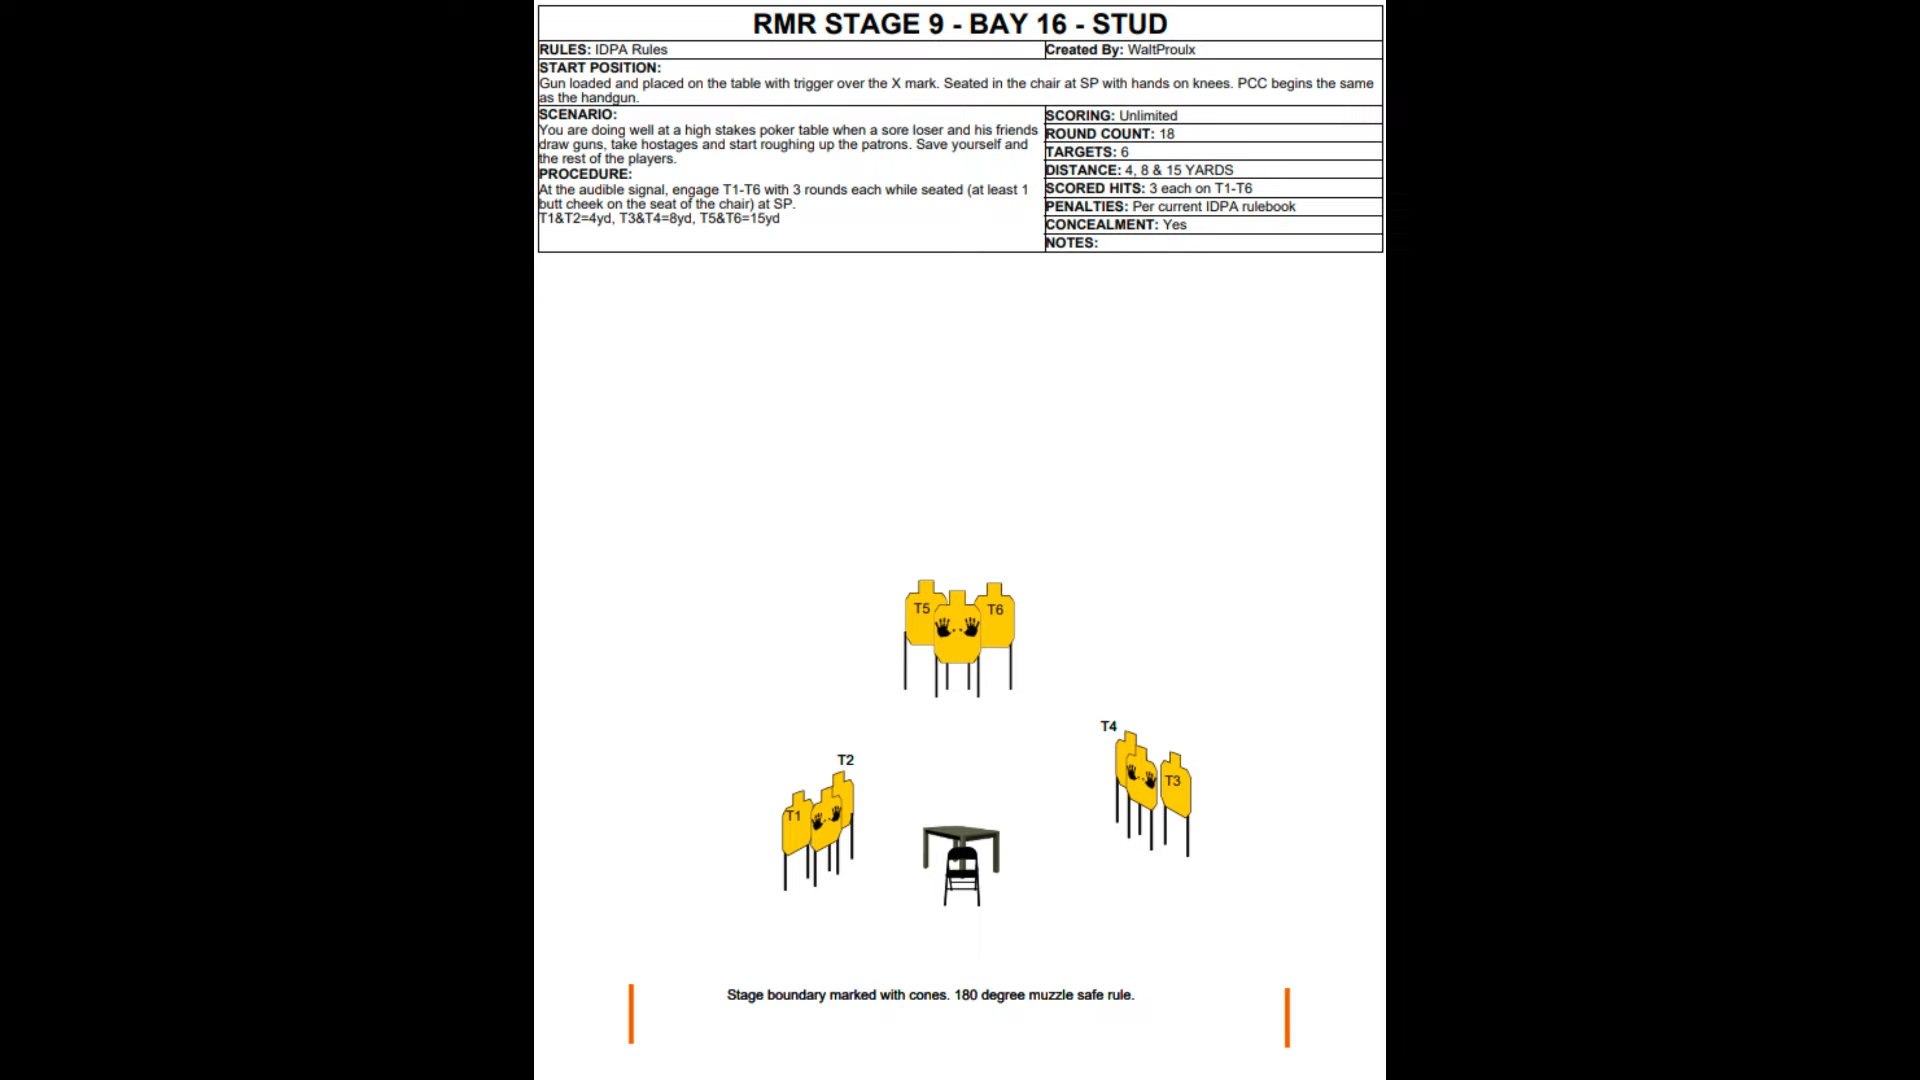 RMR STAGE 9 - BAY 16 - STUD
RULES: IDPA Rules
Created By: WaltProulx
START POSITION:
Gun loaded and placed on the table with trigger over the X mark. Seated in the chair at SP with hands on knees. PCC begins the same
as the handgun.
SCENARIO:
You are doing well at a high stakes poker table when a sore loser and his friends
draw guns, take hostages and start roughing up the patrons. Save yourself and
the rest of the players.
PROCEDURE:
At the audible signal, engage T1-T6 with 3 rounds each while seated (at least 1
butt cheek on the seat of the chair) at SP.
T1&T2=4yd, T3&T4=8yd, T5&T6=15yd
SCORING: Unlimited
ROUND COUNT: 18
TARGETS: 6
DISTANCE: 4, 8 & 15 YARDS
SCORED HITS: 3 each on T1-T6
PENALTIES: Per current IDPA rulebook
CONCEALMENT: Yes
NOTES:
T5
T6
T4
T2
T3
T1
Stage boundary marked with cones. 180 degree muzzle safe rule.